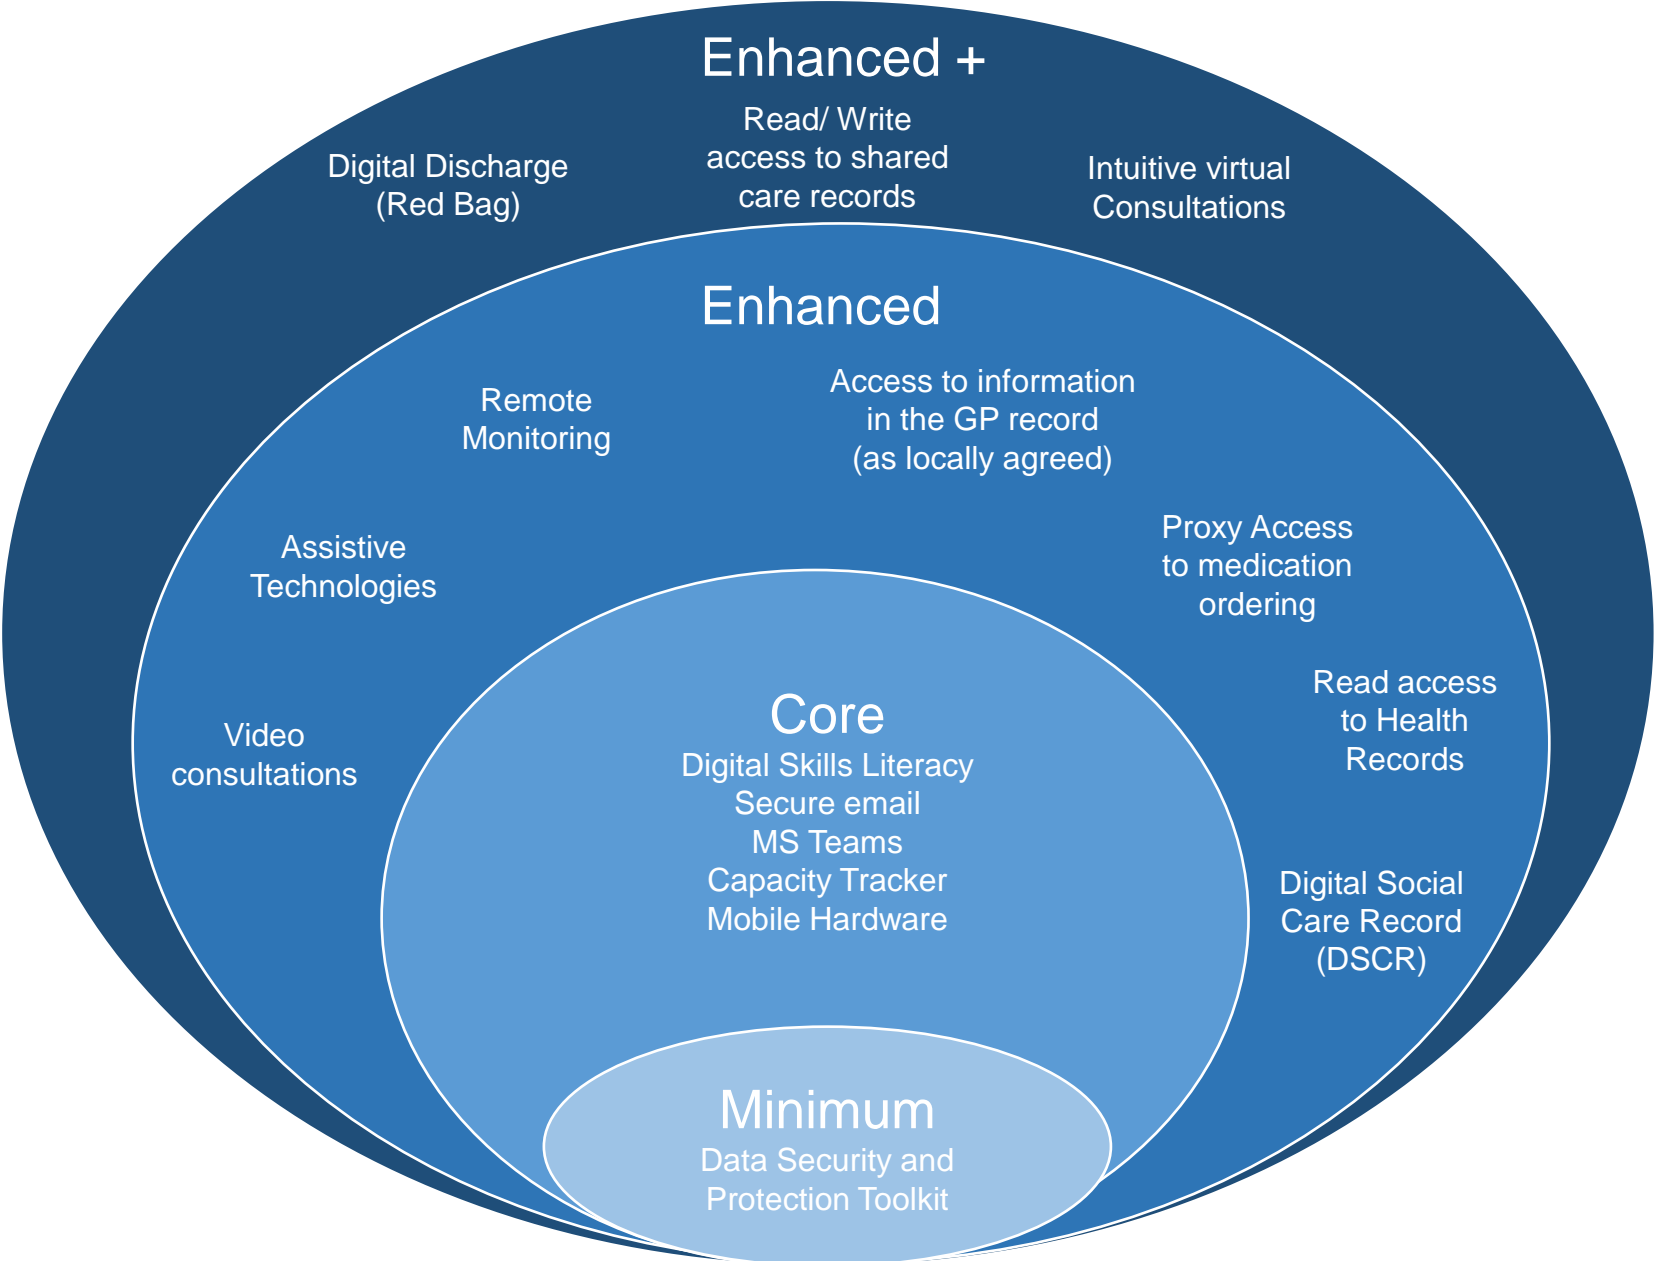 Enhanced +
Digital Discharge
(Red Bag)
Read/ Write
access to shared
care records
Intuitive virtual
Consultations
Enhanced
Remote
Monitoring
Access to information
in the GP record
(as locally agreed)
Assistive
Technologies
Proxy Access
to medication
ordering
Video
consultations
Read access
to Health
Records
Digital Social
Care Record
(DSCR)
Core
Digital Skills Literacy
Secure email
MS Teams
Capacity Tracker
Mobile Hardware
Minimum
Data Security and
Protection Toolkit